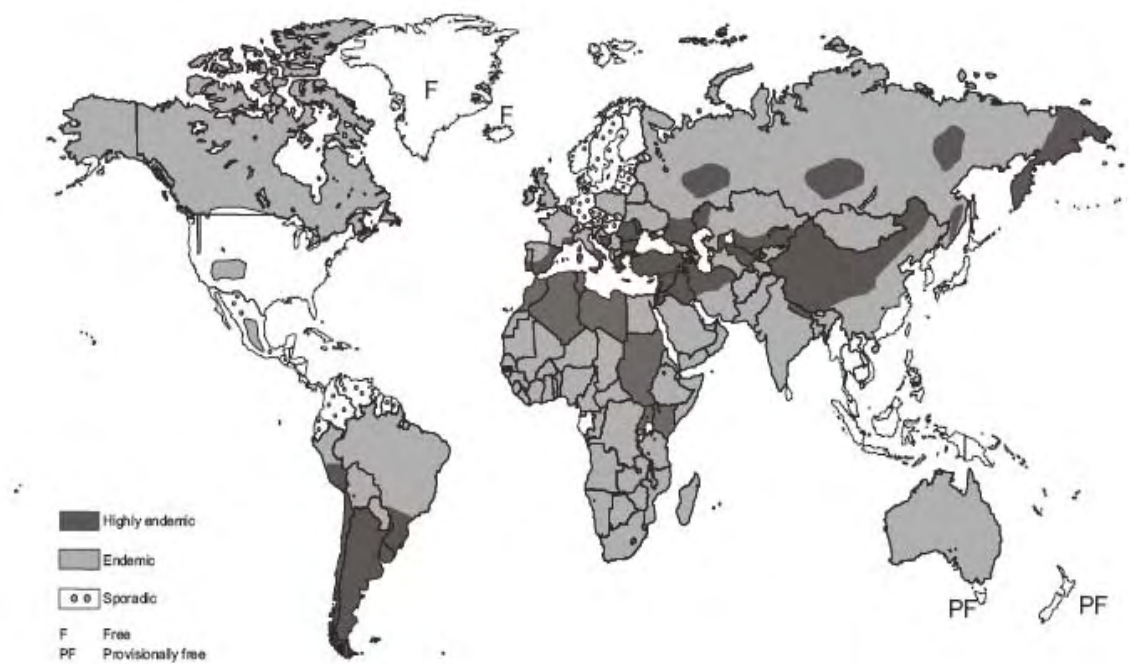 F
F
Highly endemic
Endemic
Sporadic
F Free
PF Provisionally free
PF
PF